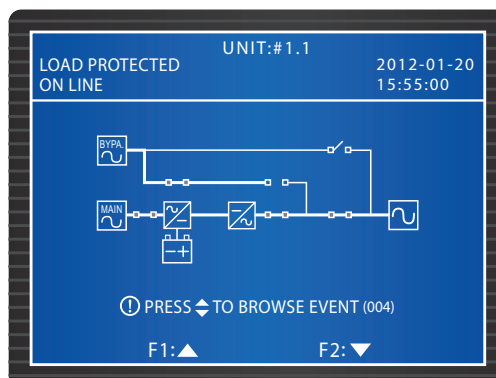 UNIT:#1.1
LOAD PROTECTED
ON LINE
2012-01-20
15:55:00
BYPA.
MAIN
PRESS TO BROWSE EVENT (004)
F1:
F2: